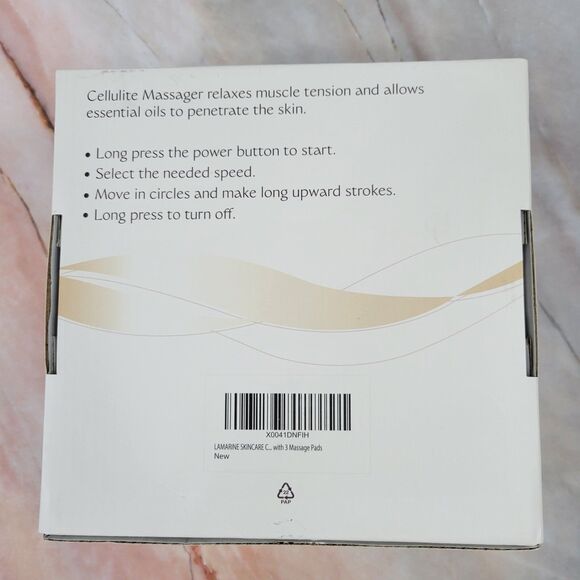 Cellulite Massager relaxes muscle tension and allows
essential oils to penetrate the skin.
• Long press the power button to start.
• Select the needed speed.
• Move in circles and make long upward strokes.
• Long press to turn off.
X0041DNFIH
LAMARINE SKINCARE C... with 3 Massage Pads
New
20
PAP